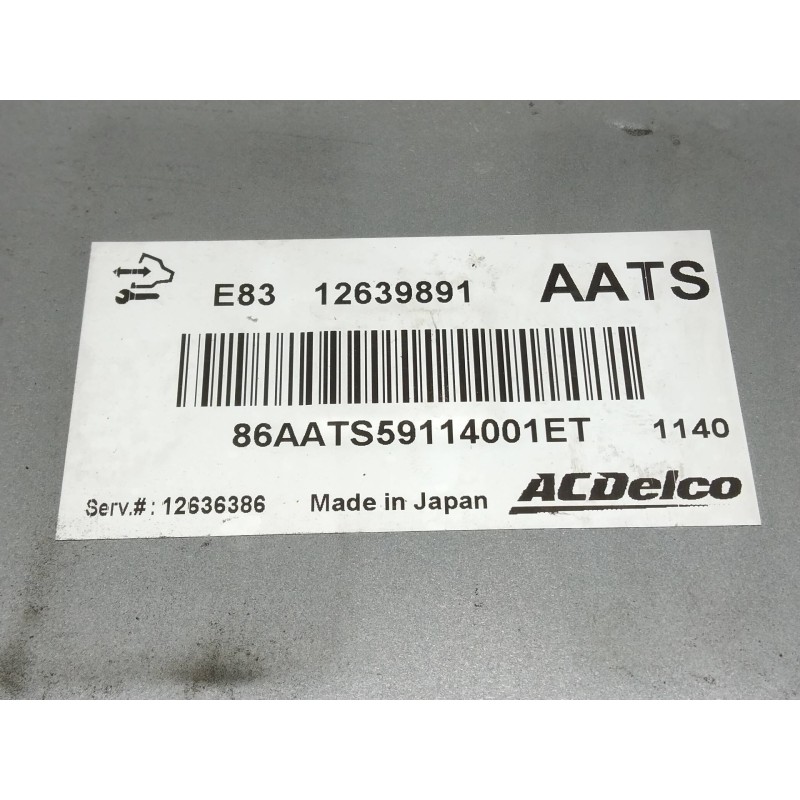 E83 12639891 AATS
86AATS59114001ET 1140
Serv.#: 12636386 Made in Japan ACDelco